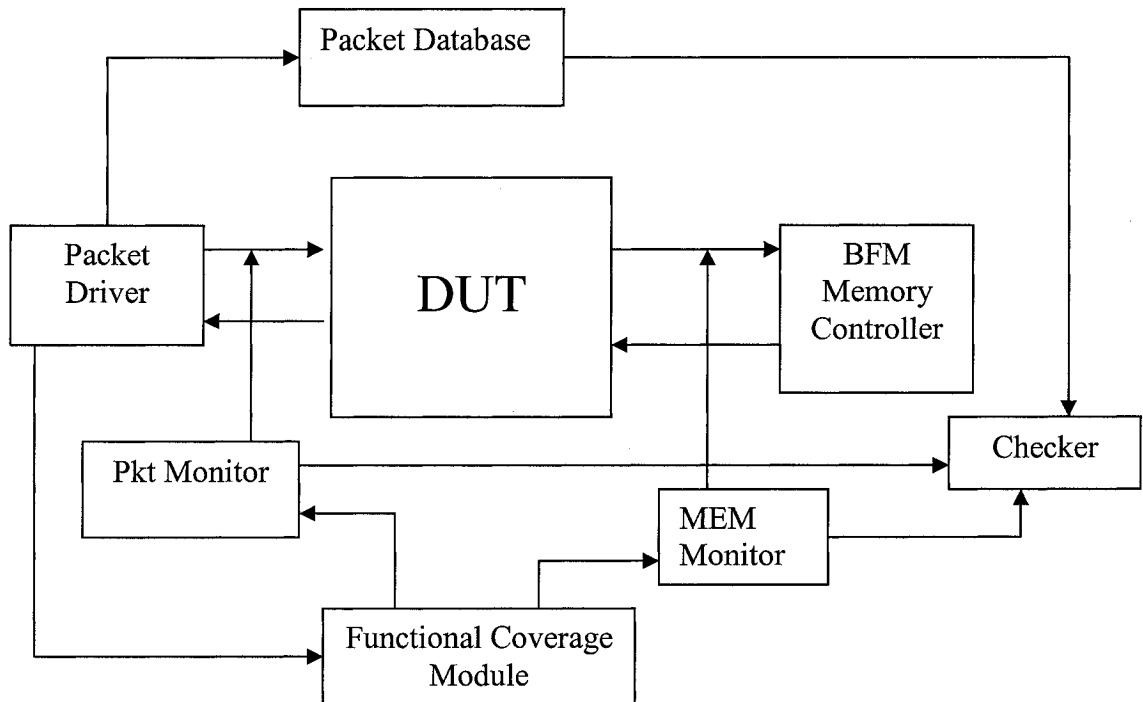 Packet Database
Packet
Driver
DUT
BFM
Memory
Controller
Pkt Monitor
Checker
MEM
Monitor
Functional Coverage
Module